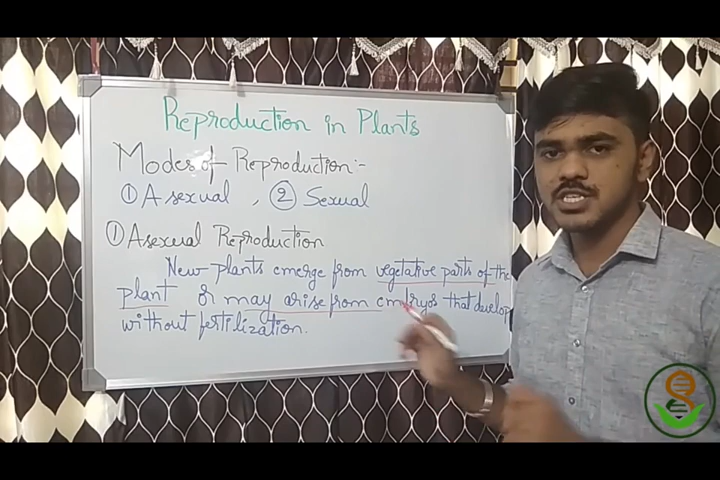 Reproduction in Plants
Modes of Reproduction:-
① Asexual , ② Sexual
① Asexual Reproduction
New plants emerge from vegetative parts of the
plant or may arise from embryos that develop
without fertilization.